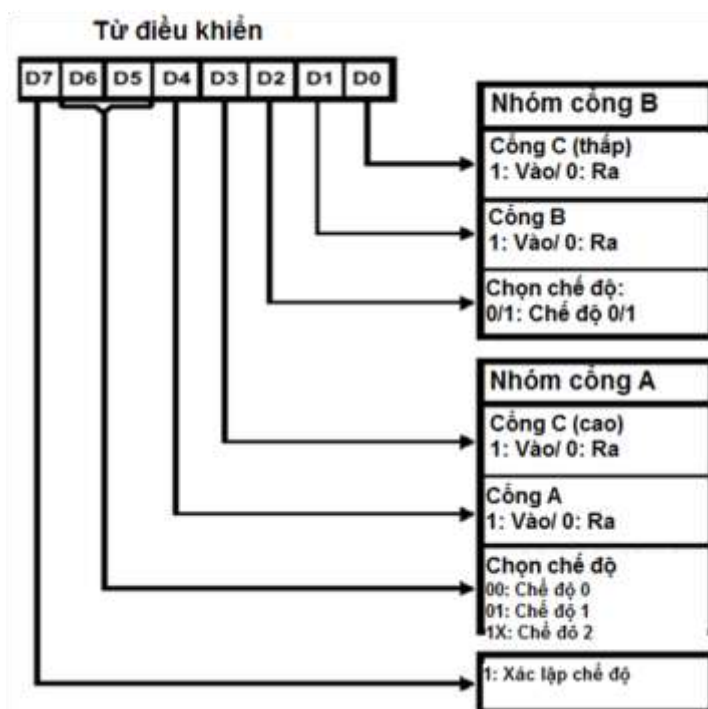 Từ điều khiển
D7 D6 D5 D4 D3 D2 D1 D0
Nhóm cổng B
Cổng C (thấp)
1: Vào/ 0: Ra
Cổng B
1: Vào/ 0: Ra
Chọn chế độ:
0/1: Chế độ 0/1
Nhóm cổng A
Cổng C (cao)
1: Vào/ 0: Ra
Cổng A
1: Vào/ 0: Ra
Chọn chế độ
00: Chế độ 0
01: Chế độ 1
1X: Chế độ 2
1: Xác lập chế độ